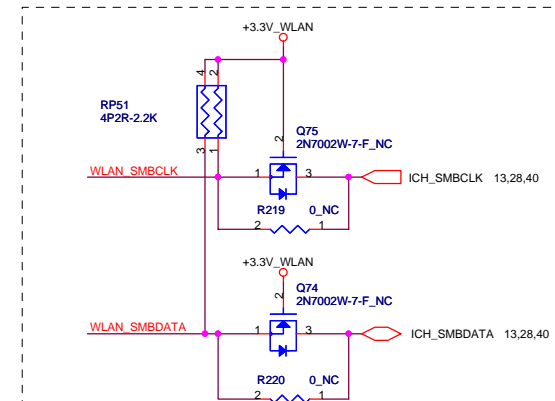 +3.3V_WLAN
4 2
RP51
4P2R-2.2K
3 1
2
Q75
2N7002W-7-F_NC
WLAN_SMBCLK
1 3
ICH_SMBCLK 13,28,40
R219 0_NC
2 1
+3.3V_WLAN
2
Q74
2N7002W-7-F_NC
WLAN_SMBDATA
1 3
ICH_SMBDATA 13,28,40
R220 0_NC
2 1